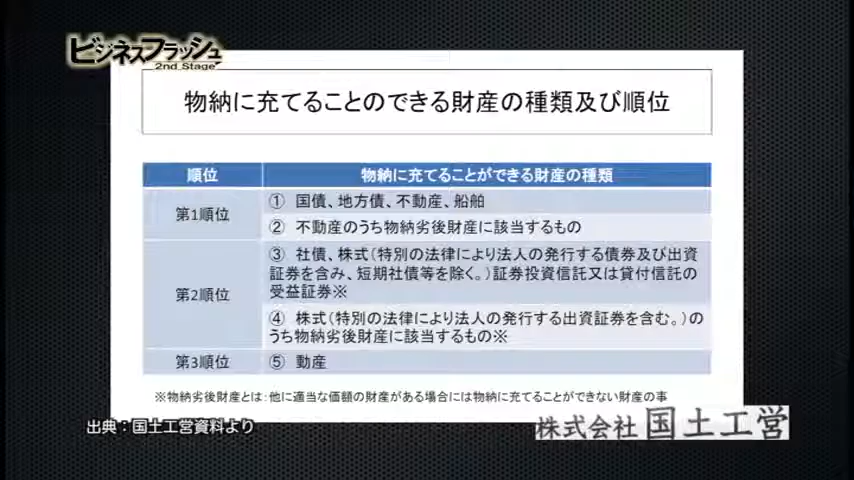 ビジネスフラッシュ
2nd Stage
物納に充てることのできる財産の種類及び順位
順位
物納に充てることができる財産の種類
第1順位
① 国債、地方債、不動産、船舶
② 不動産のうち物納劣後財産に該当するもの
第2順位
③ 社債、株式(特別の法律により法人の発行する債券及び出資
証券を含み、短期社債等を除く。)証券投資信託又は貸付信託の
受益証券※
④ 株式(特別の法律により法人の発行する出資証券を含む。)の
うち物納劣後財産に該当するもの※
第3順位
⑤ 動産
※物納劣後財産とは:他に適当な価額の財産がある場合には物納に充てることができない財産の事
出典:国土工営資料より
株式会社 国土工営